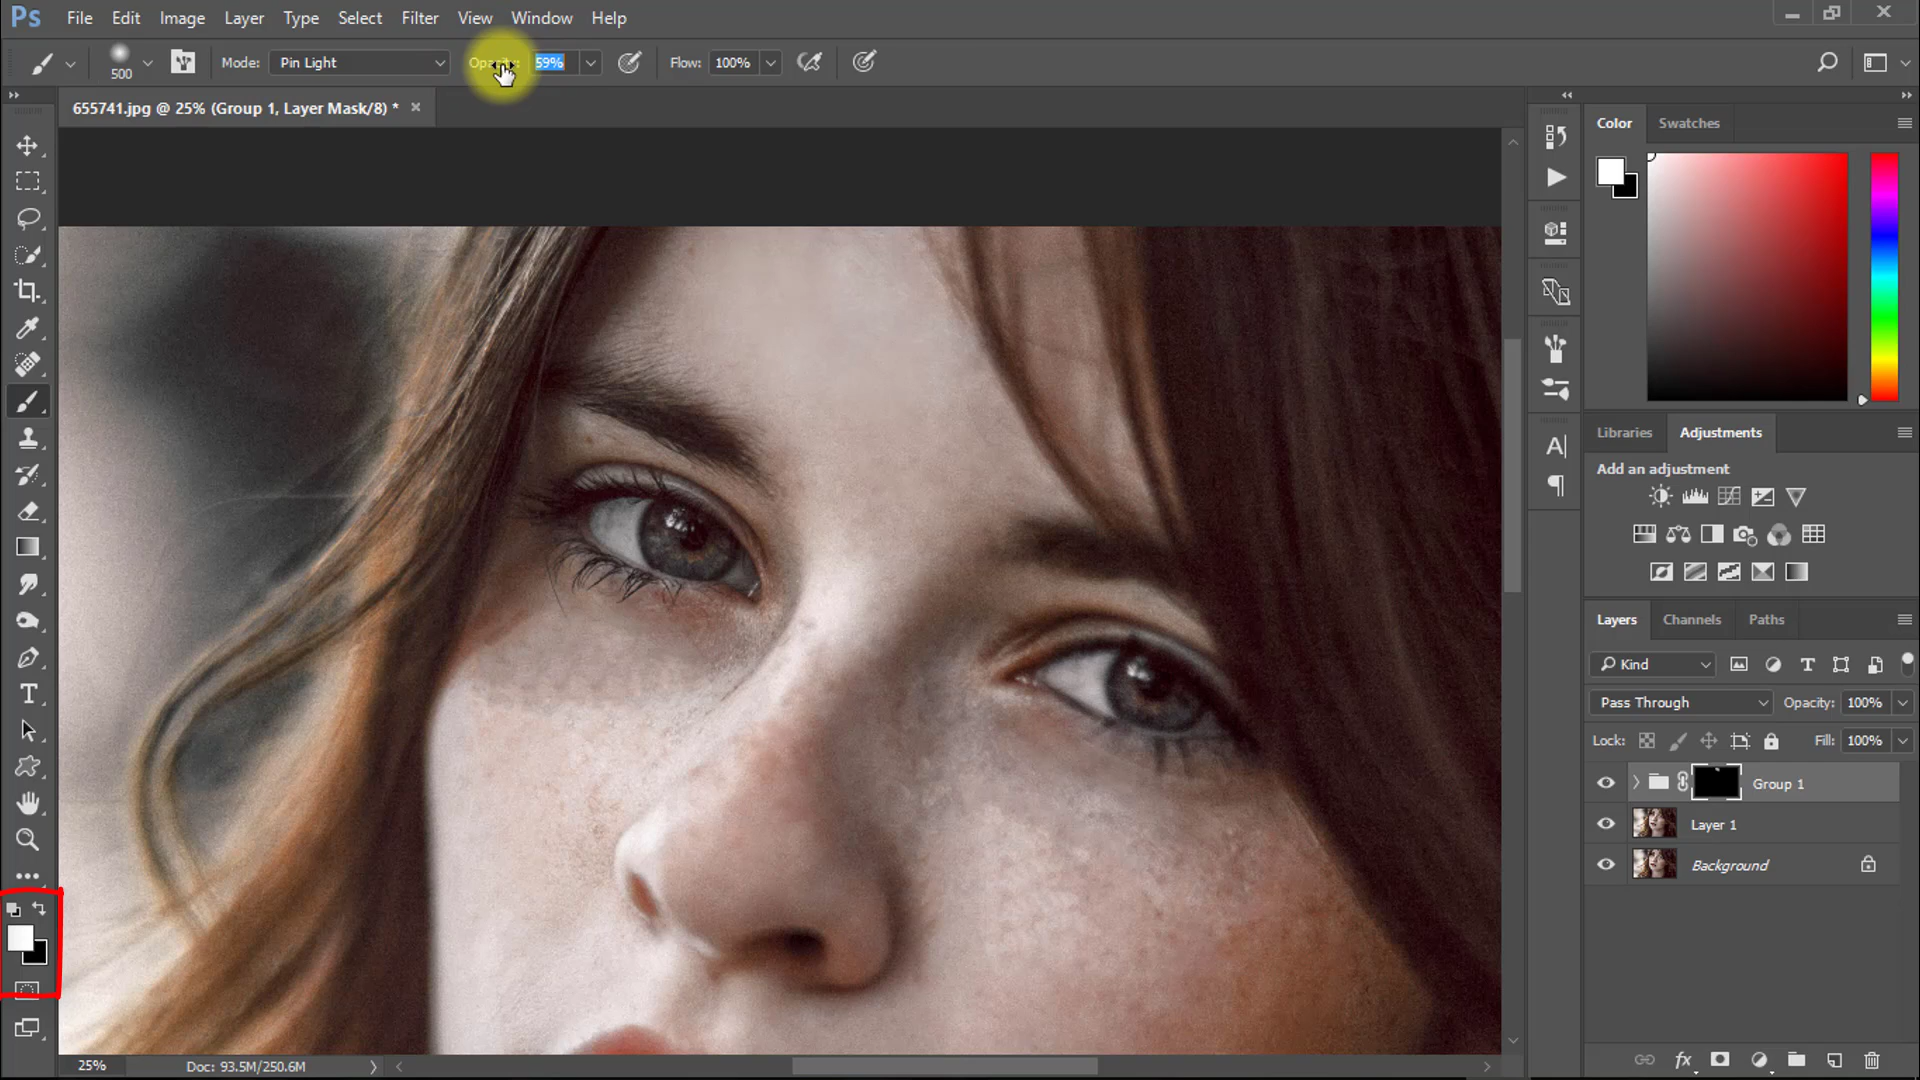 Ps File Edit Image Layer Type Select Filter View Window Help
500 Mode: Pin Light Opacity: 59% Flow: 100%
655741.jpg @ 25% (Group 1, Layer Mask/8) * ×
Color Swatches
Libraries Adjustments
Add an adjustment
Layers Channels Paths
Kind
Pass Through Opacity: 100%
Lock: Fill: 100%
Group 1
Layer 1
Background
25% Doc: 93.5M/250.6M